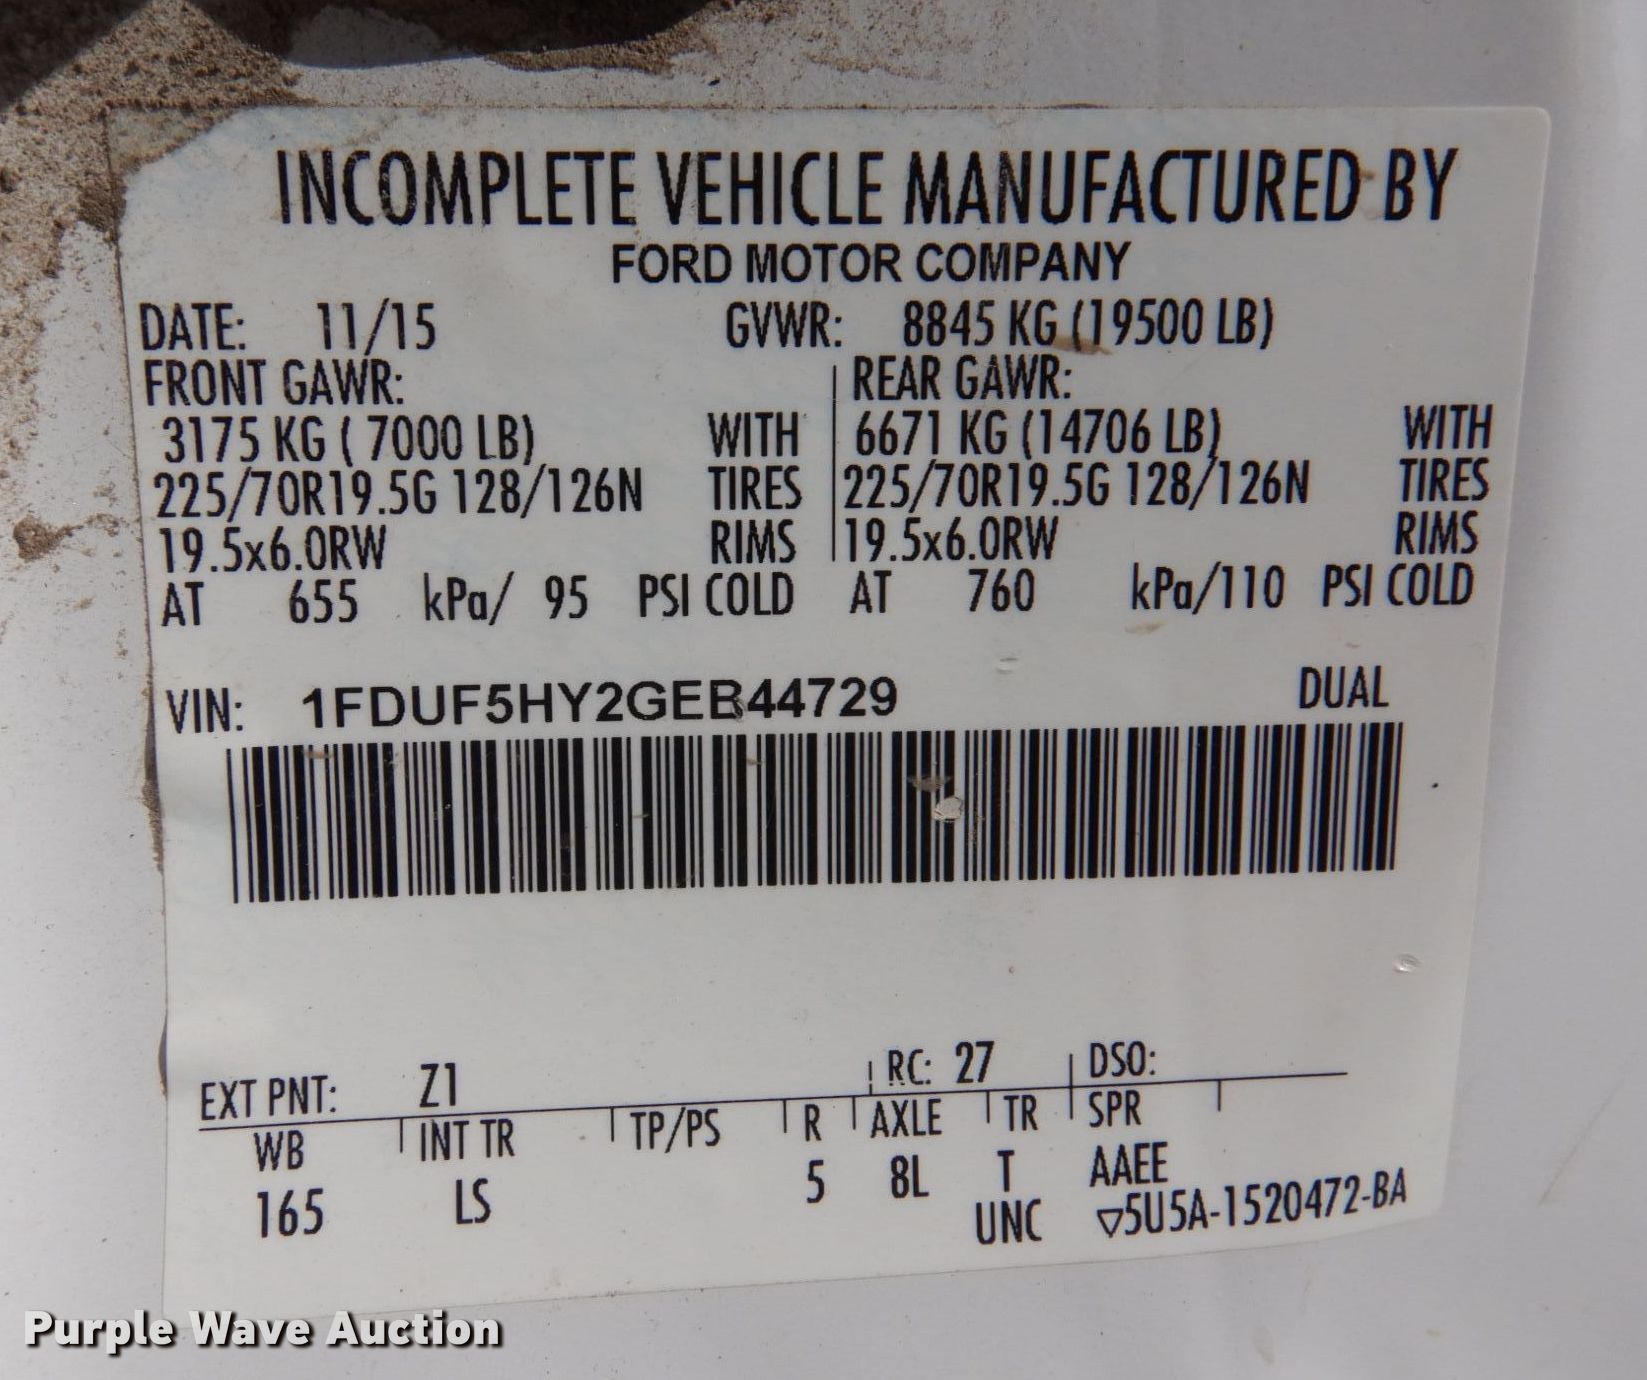 INCOMPLETE VEHICLE MANUFACTURED BY
FORD MOTOR COMPANY
DATE: 11/15 GVWR: 8845 KG (19500 LB)
FRONT GAWR: REAR GAWR:
3175 KG ( 7000 LB) WITH 6671 KG (14706 LB) WITH
225/70R19.5G 128/126N TIRES 225/70R19.5G 128/126N TIRES
19.5x6.0RW RIMS 19.5x6.0RW RIMS
AT 655 kPa/ 95 PSI COLD AT 760 kPa/110 PSI COLD
VIN: 1FDUF5HY2GEB44729 DUAL
EXT PNT: Z1 RC: 27 DSO:
WB INT TR TP/PS R AXLE TR SPR
165 LS 5 8L T AAEE
UNC ▽5U5A-1520472-BA
Purple Wave Auction